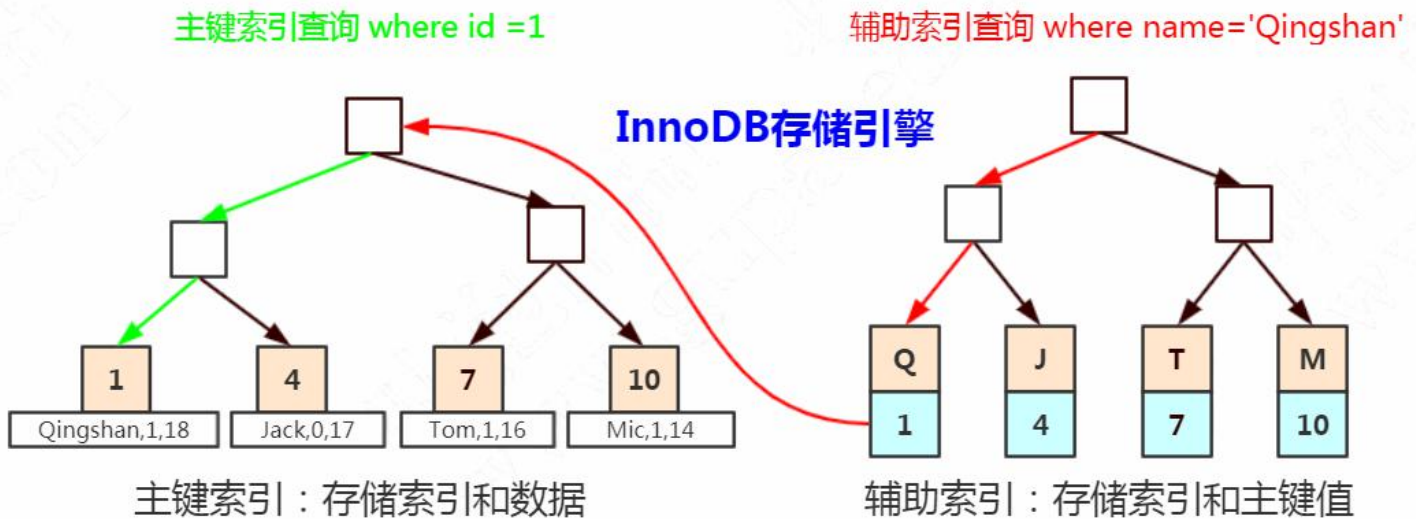 主键索引查询 where id =1
辅助索引查询 where name='Qingshan'
InnoDB存储引擎
1
4
7
10
Qingshan,1,18
Jack,0,17
Tom,1,16
Mic,1,14
Q
J
T
M
1
4
7
10
主键索引：存储索引和数据
辅助索引：存储索引和主键值